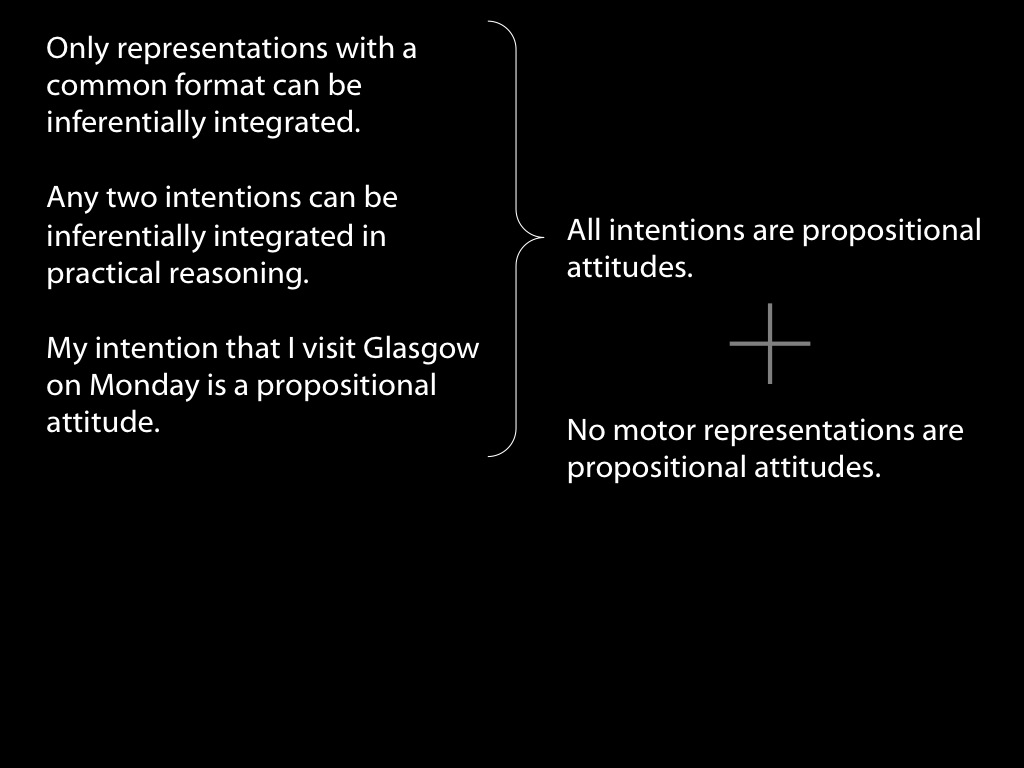 Only representations with a
common format can be
inferentially integrated.
Any two intentions can be
inferentially integrated in
practical reasoning.
My intention that I visit Glasgow
on Monday is a propositional
attitude.
All intentions are propositional
attitudes.
No motor representations are
propositional attitudes.